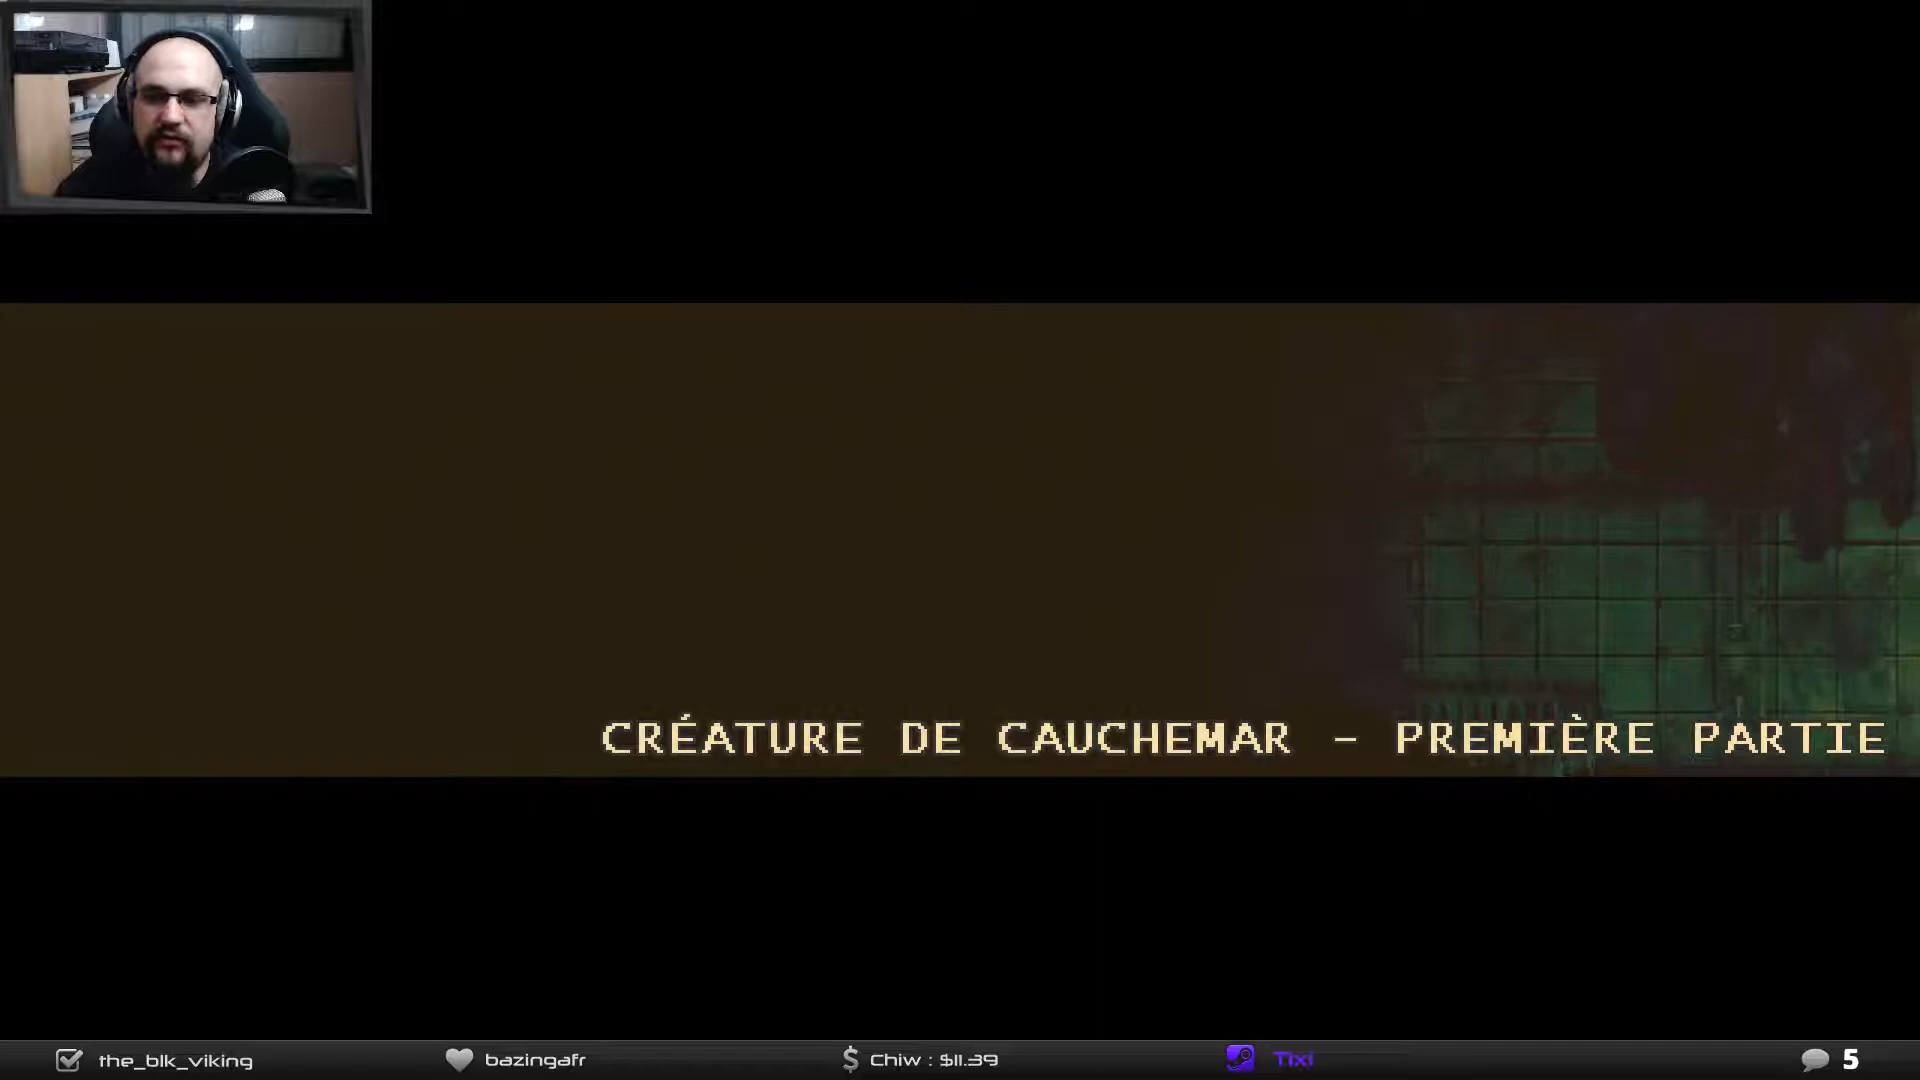 CRÉATURE DE CAUCHEMAR - PREMIÈRE PARTIE
the_blk_viking
bazingafr
Chiw : $11.39
Tixi
5